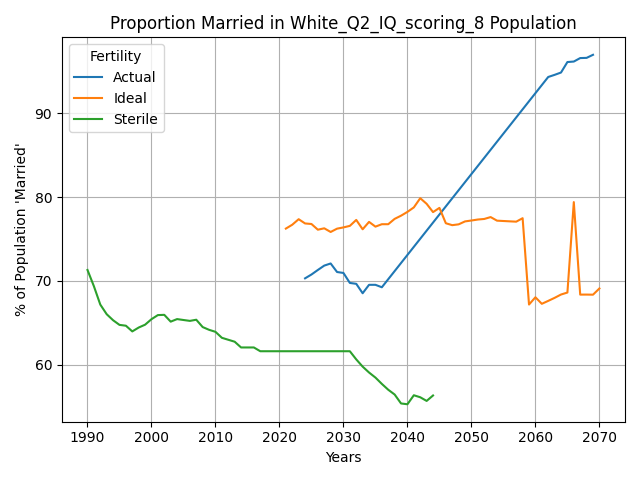 Proportion Married in White_Q2_IQ_scoring_8 Population
% of Population 'Married'
Fertility
Actual
Ideal
Sterile
90
80
70
60
1990 2000 2010 2020 2030 2040 2050 2060 2070
Years